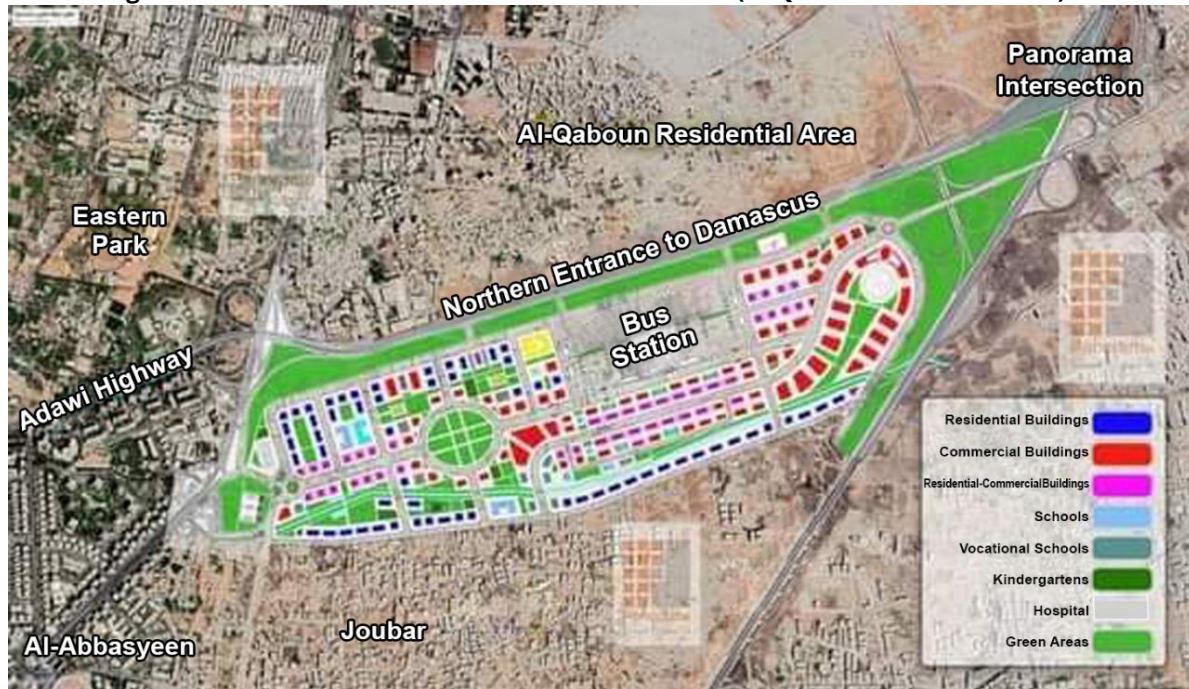 Panorama
Intersection
Al-Qaboun Residential Area
Eastern
Park
Northern Entrance to Damascus
Bus
Station
Adawi Highway
Residential Buildings
Commercial Buildings
Residential-CommercialBuildings
Schools
Vocational Schools
Kindergartens
Hospital
Green Areas
Joubar
Al-Abbasyeen